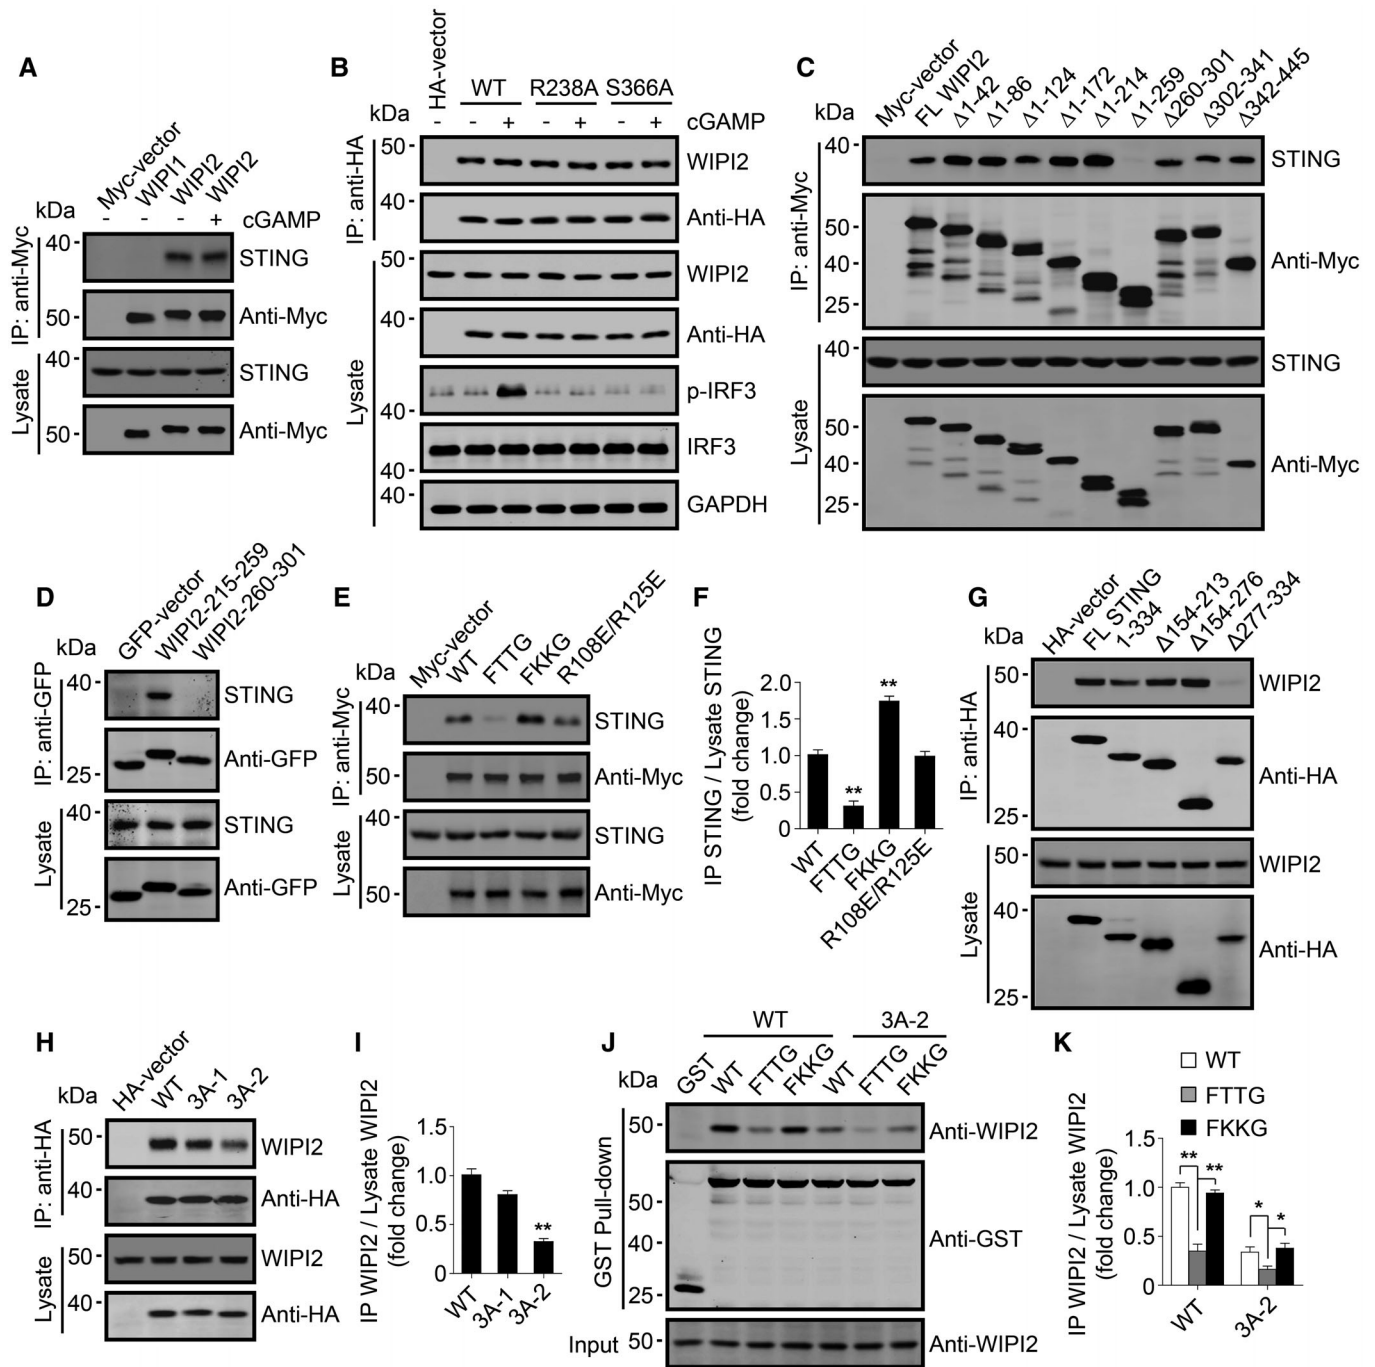 A
Myc-vector
WIPI1
WIPI2
WIPI2
kDa
- - - + cGAMP
IP: anti-Myc
40- STING
50- Anti-Myc
Lysate
40- STING
50- Anti-Myc
B
HA-vector
WT R238A S366A
kDa
- - + - + - + cGAMP
IP: anti-HA
50- WIPI2
40- Anti-HA
Lysate
50- WIPI2
40- Anti-HA
p-IRF3
40-
IRF3
40-
40- GAPDH
C
Myc-vector
FL WIPI2
Δ1-42
Δ1-86
Δ1-124
Δ1-172
Δ1-214
Δ1-259
Δ260-301
Δ302-341
Δ342-445
kDa
IP: anti-Myc
40- STING
50-
40- Anti-Myc
25-
Lysate
40- STING
50-
40- Anti-Myc
25-
D
GFP-vector
WIPI2-215-259
WIPI2-260-301
kDa
IP: anti-GFP
40- STING
Anti-GFP
25-
Lysate
40- STING
Anti-GFP
25-
E
Myc-vector
WT
FTTG
FKKG
R108E/R125E
kDa
IP: anti-Myc
40- STING
50- Anti-Myc
Lysate
40- STING
50- Anti-Myc
F
IP STING / Lysate STING
(fold change)
2.0
1.5
1.0
0.5
0
**
**
WT
FTTG
FKKG
R108E/R125E
G
HA-vector
FL STING
1-334
Δ154-213
Δ154-276
Δ277-334
kDa
IP: anti-HA
50- WIPI2
40-
Anti-HA
25-
Lysate
50- WIPI2
40-
Anti-HA
25-
H
HA-vector
WT
3A-1
3A-2
kDa
IP: anti-HA
50- WIPI2
40- Anti-HA
Lysate
50- WIPI2
40- Anti-HA
I
IP WIPI2 / Lysate WIPI2
(fold change)
1.5
1.0
0.5
0
**
WT
3A-1
3A-2
J
WT 3A-2
GST
WT
FTTG
FKKG
WT
FTTG
FKKG
kDa
GST Pull-down
50- Anti-WIPI2
50-
40- Anti-GST
25-
Input 50- Anti-WIPI2
K
WT
FTTG
FKKG
IP WIPI2 / Lysate WIPI2
(fold change)
1.5
1.0
0.5
0
** **
* *
WT
3A-2